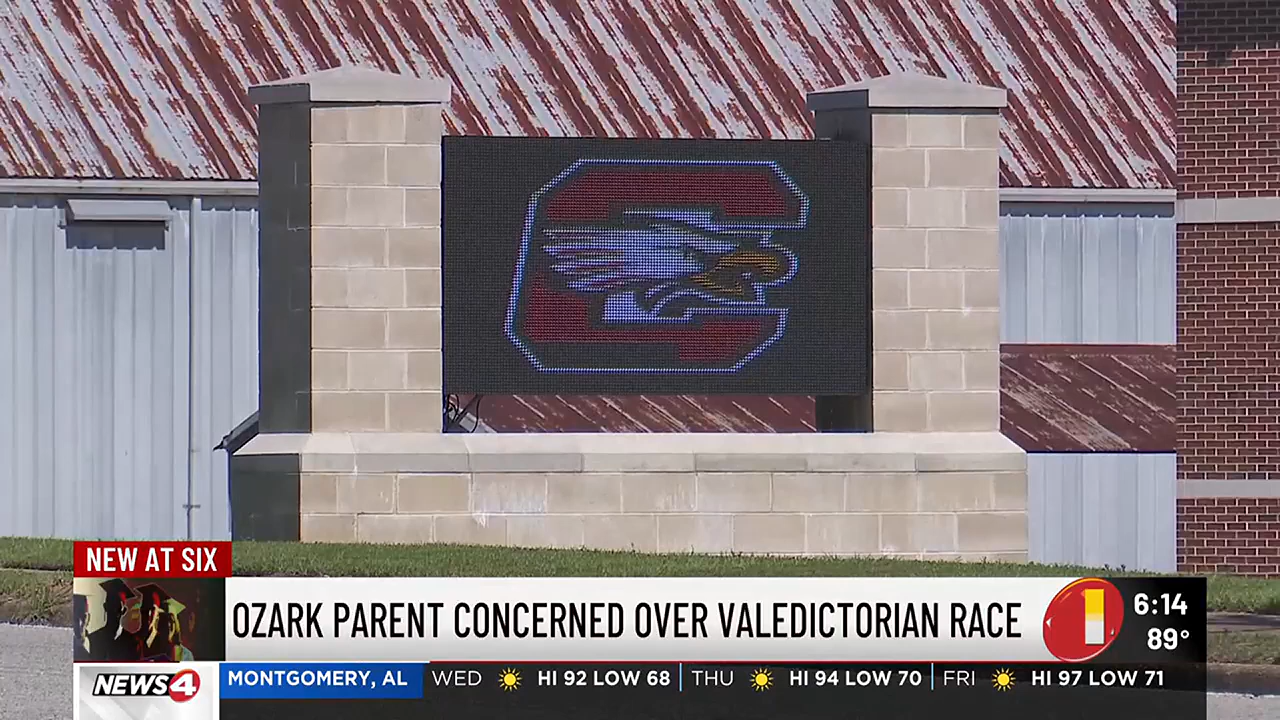 NEW AT SIX
OZARK PARENT CONCERNED OVER VALEDICTORIAN RACE
6:14
89°
NEWS4
MONTGOMERY, AL WED HI 92 LOW 68 THU HI 94 LOW 70 FRI HI 97 LOW 71